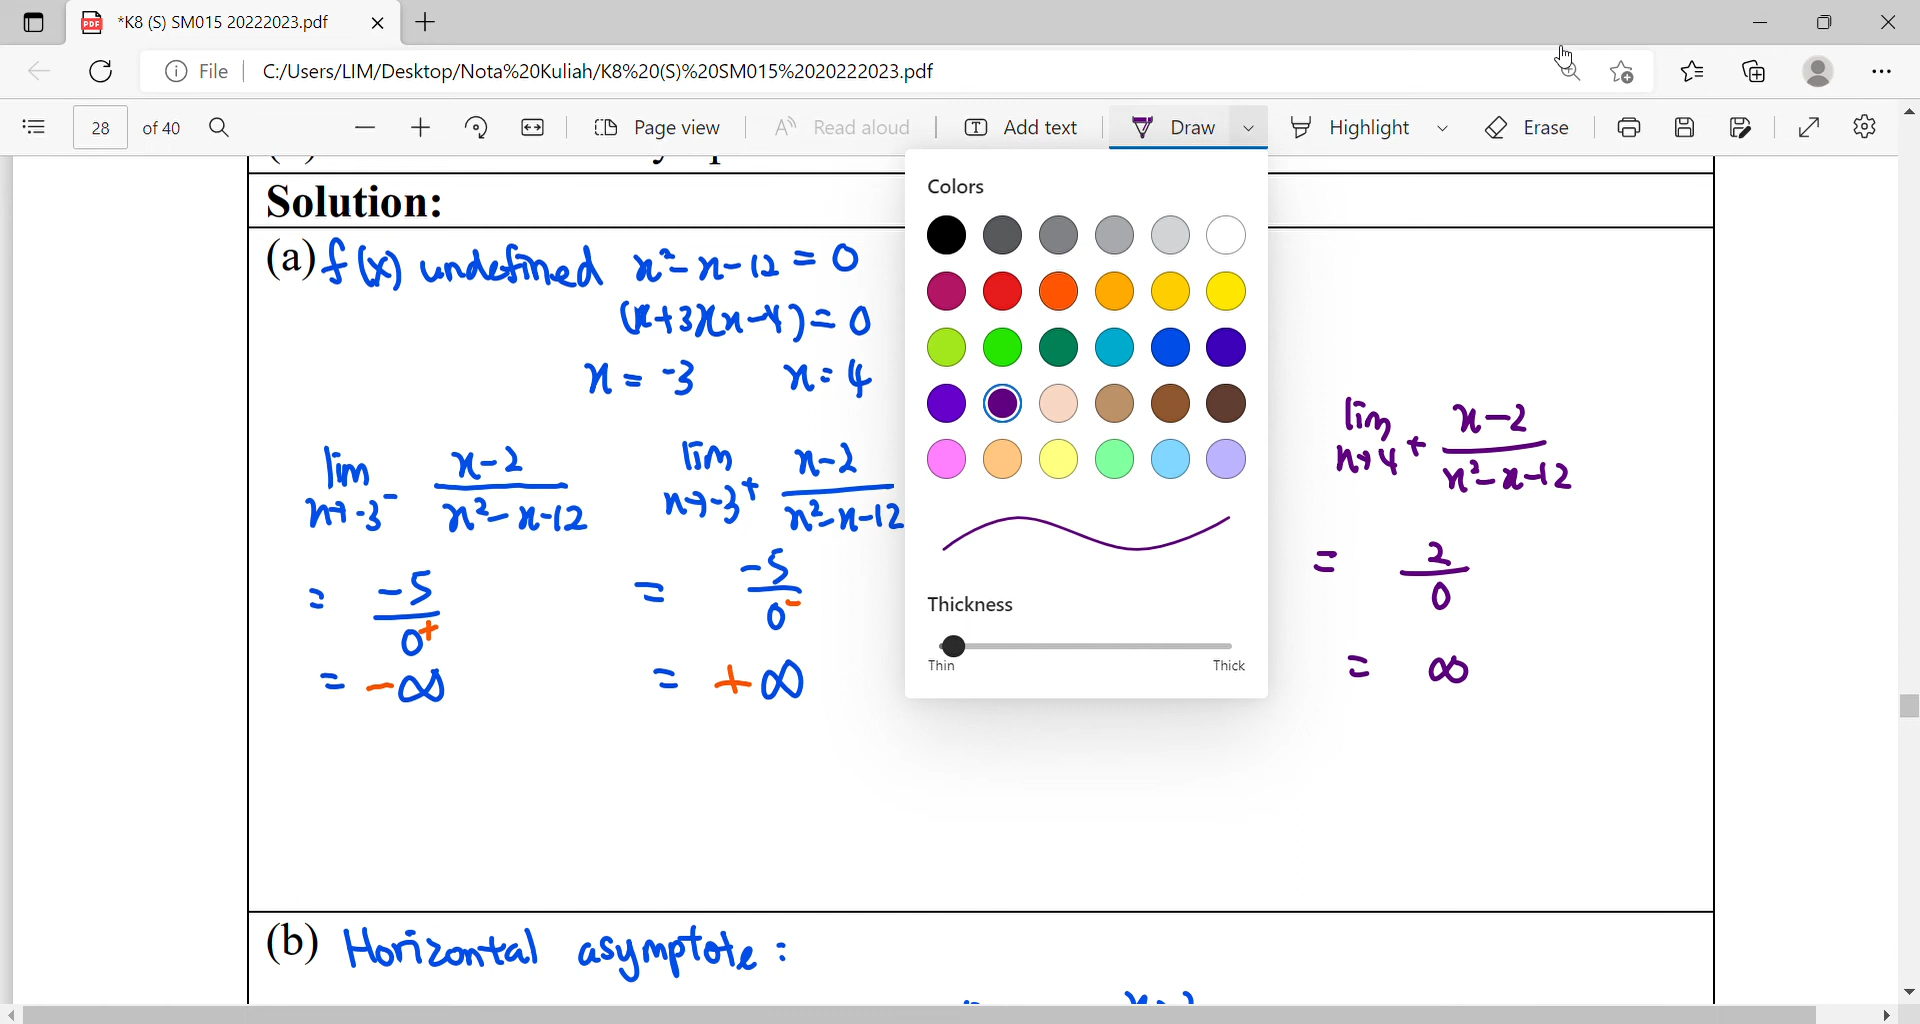 *K8 (S) SM015 20222023.pdf
File
C:/Users/LIM/Desktop/Nota%20Kuliah/K8%20(S)%20SM015%2020222023.pdf
28 of 40 Page view Read aloud Add text Draw Highlight Erase
Solution:
(a) f(x) undefined x²-x-12 = 0
(x+3)(x-4) = 0
x = -3 x = 4
lim x→-3⁻ x-2/x²-x-12
= -5/0⁺
= -∞
lim x→-3⁺ x-2/x²-x-12
= -5/0⁻
= +∞
Colors
Thickness
Thin Thick
lim x→4⁺ x-2/x²-x-12
= 2/0
= ∞
(b) Horizontal asymptote :